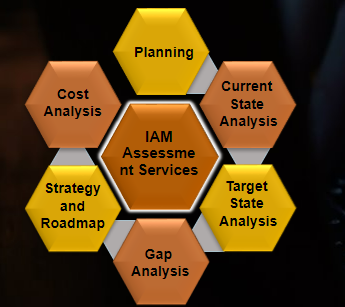 Planning
Current
State
Analysis
Target
State
Analysis
Gap
Analysis
Strategy
and
Roadmap
Cost
Analysis
IAM
Assessme
nt Services